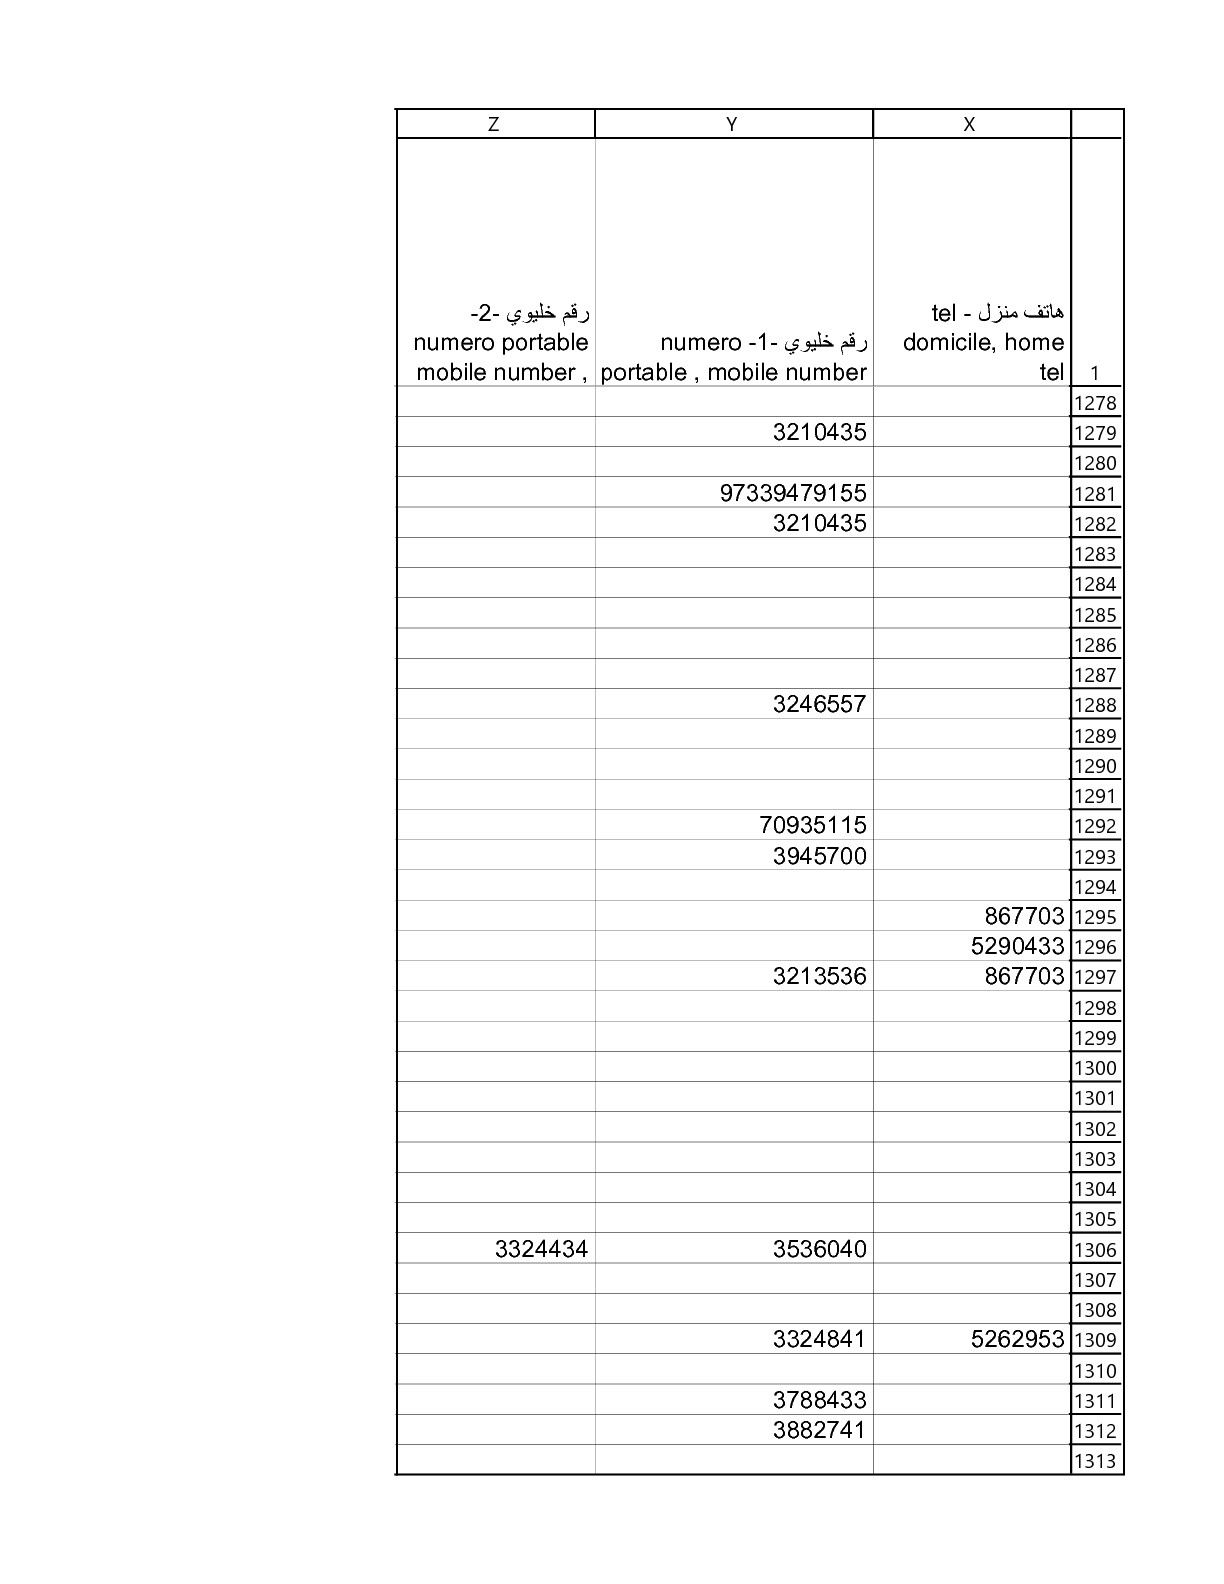 Z Y X
رقم خليوي -2-
numero portable
mobile number ,
رقم خليوي -1- numero
portable , mobile number
هاتف منزل - tel
domicile, home
tel
1
1278
3210435 1279
1280
97339479155 1281
3210435 1282
1283
1284
1285
1286
1287
3246557 1288
1289
1290
1291
70935115 1292
3945700 1293
1294
867703 1295
5290433 1296
3213536 867703 1297
1298
1299
1300
1301
1302
1303
1304
1305
3324434 3536040 1306
1307
1308
3324841 5262953 1309
1310
3788433 1311
3882741 1312
1313